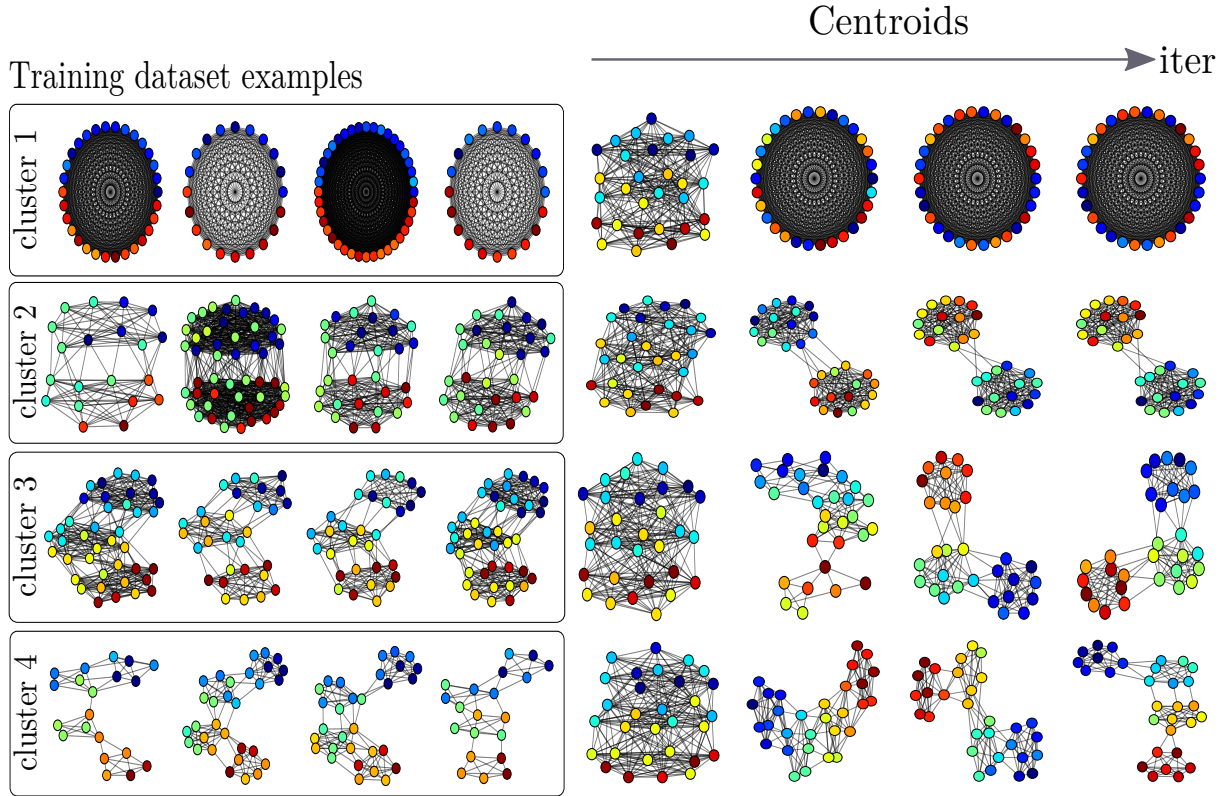 Centroids
iter
Training dataset examples
cluster 1
cluster 2
cluster 3
cluster 4